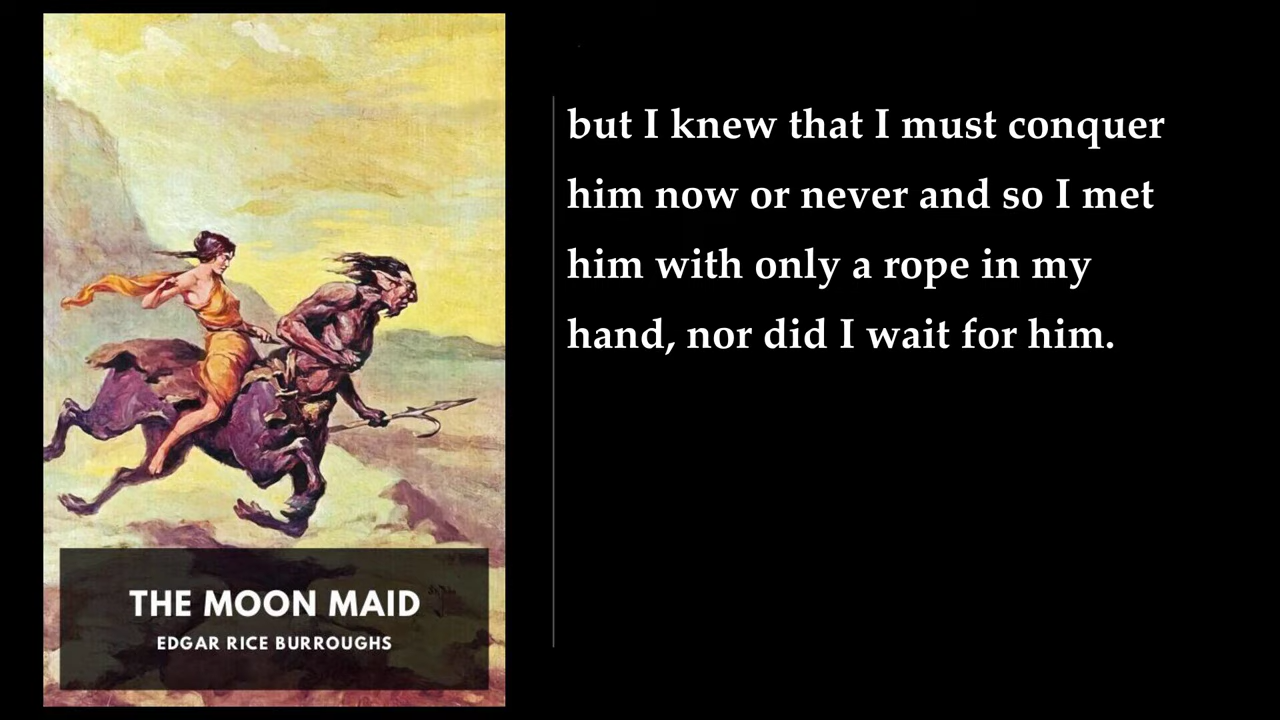 but I knew that I must conquer
him now or never and so I met
him with only a rope in my
hand, nor did I wait for him.
THE MOON MAID
EDGAR RICE BURROUGHS